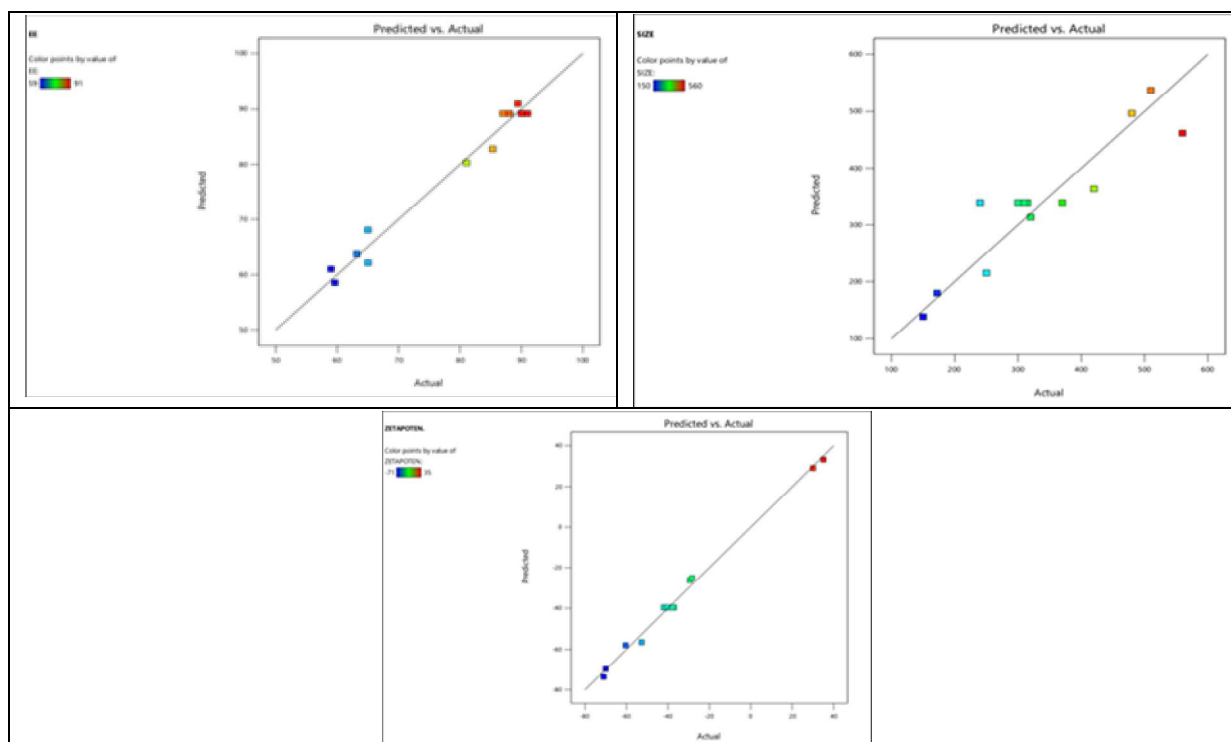 EE
Color points by value of
EE:
59 91
Predicted vs. Actual
Predicted
100
90
80
70
60
50
50 60 70 80 90 100
Actual
SIZE
Color points by value of
SIZE:
150 560
Predicted vs. Actual
Predicted
600
500
400
300
200
100
100 200 300 400 500 600
Actual
ZETAPOTEN.
Color points by value of
ZETAPOTEN:
-71 35
Predicted vs. Actual
Predicted
40
20
0
-20
-40
-60
-80
-80 -60 -40 -20 0 20 40
Actual